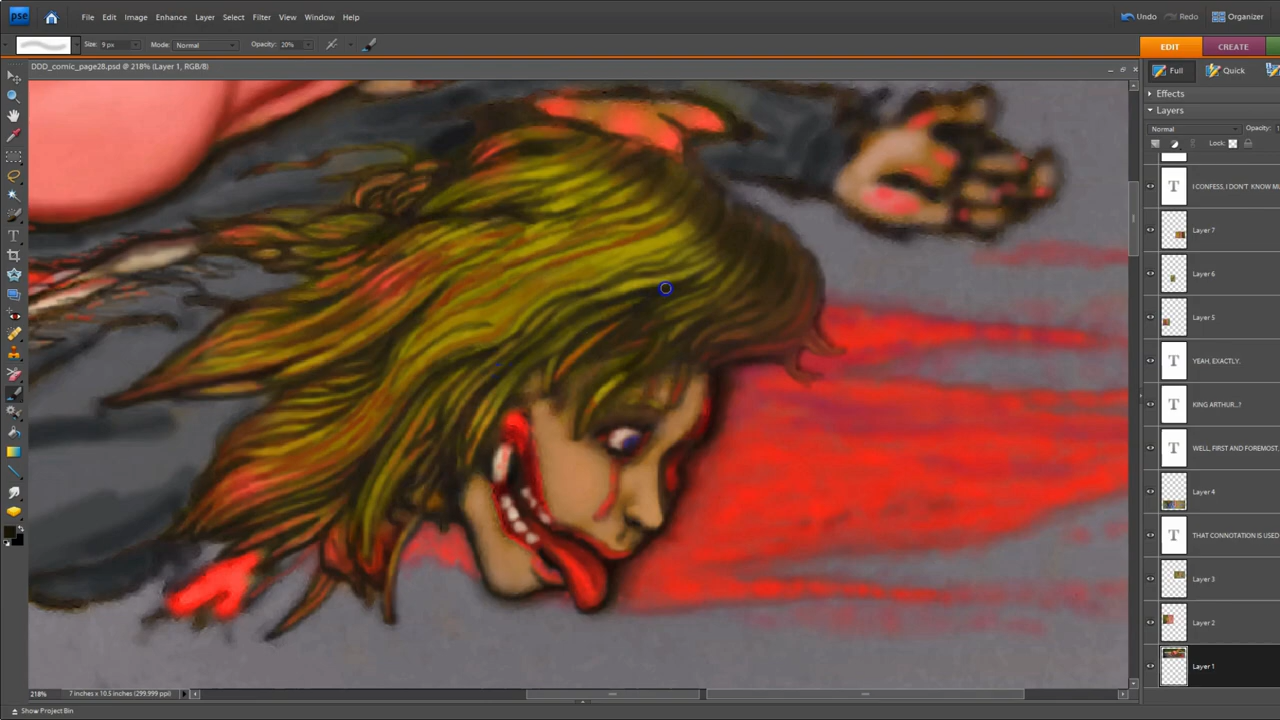 pse File Edit Image Enhance Layer Select Filter View Window Help Undo Redo Organizer
Size: 9 px Mode: Normal Opacity: 20% EDIT CREATE
DDD_comic_page28.psd @ 218% (Layer 1, RGB/8)
Full Quick
Effects
Layers
Normal Opacity: 1
Lock:
T I CONFESS, I DON'T KNOW MA
Layer 7
Layer 6
Layer 5
T YEAH, EXACTLY.
T KING ARTHUR...?
T WELL, FIRST AND FOREMOST,
Layer 4
T THAT CONNOTATION IS USED
Layer 3
Layer 2
Layer 1
218% 7 inches x 10.5 inches (299.999 ppi)
Show Project Bin